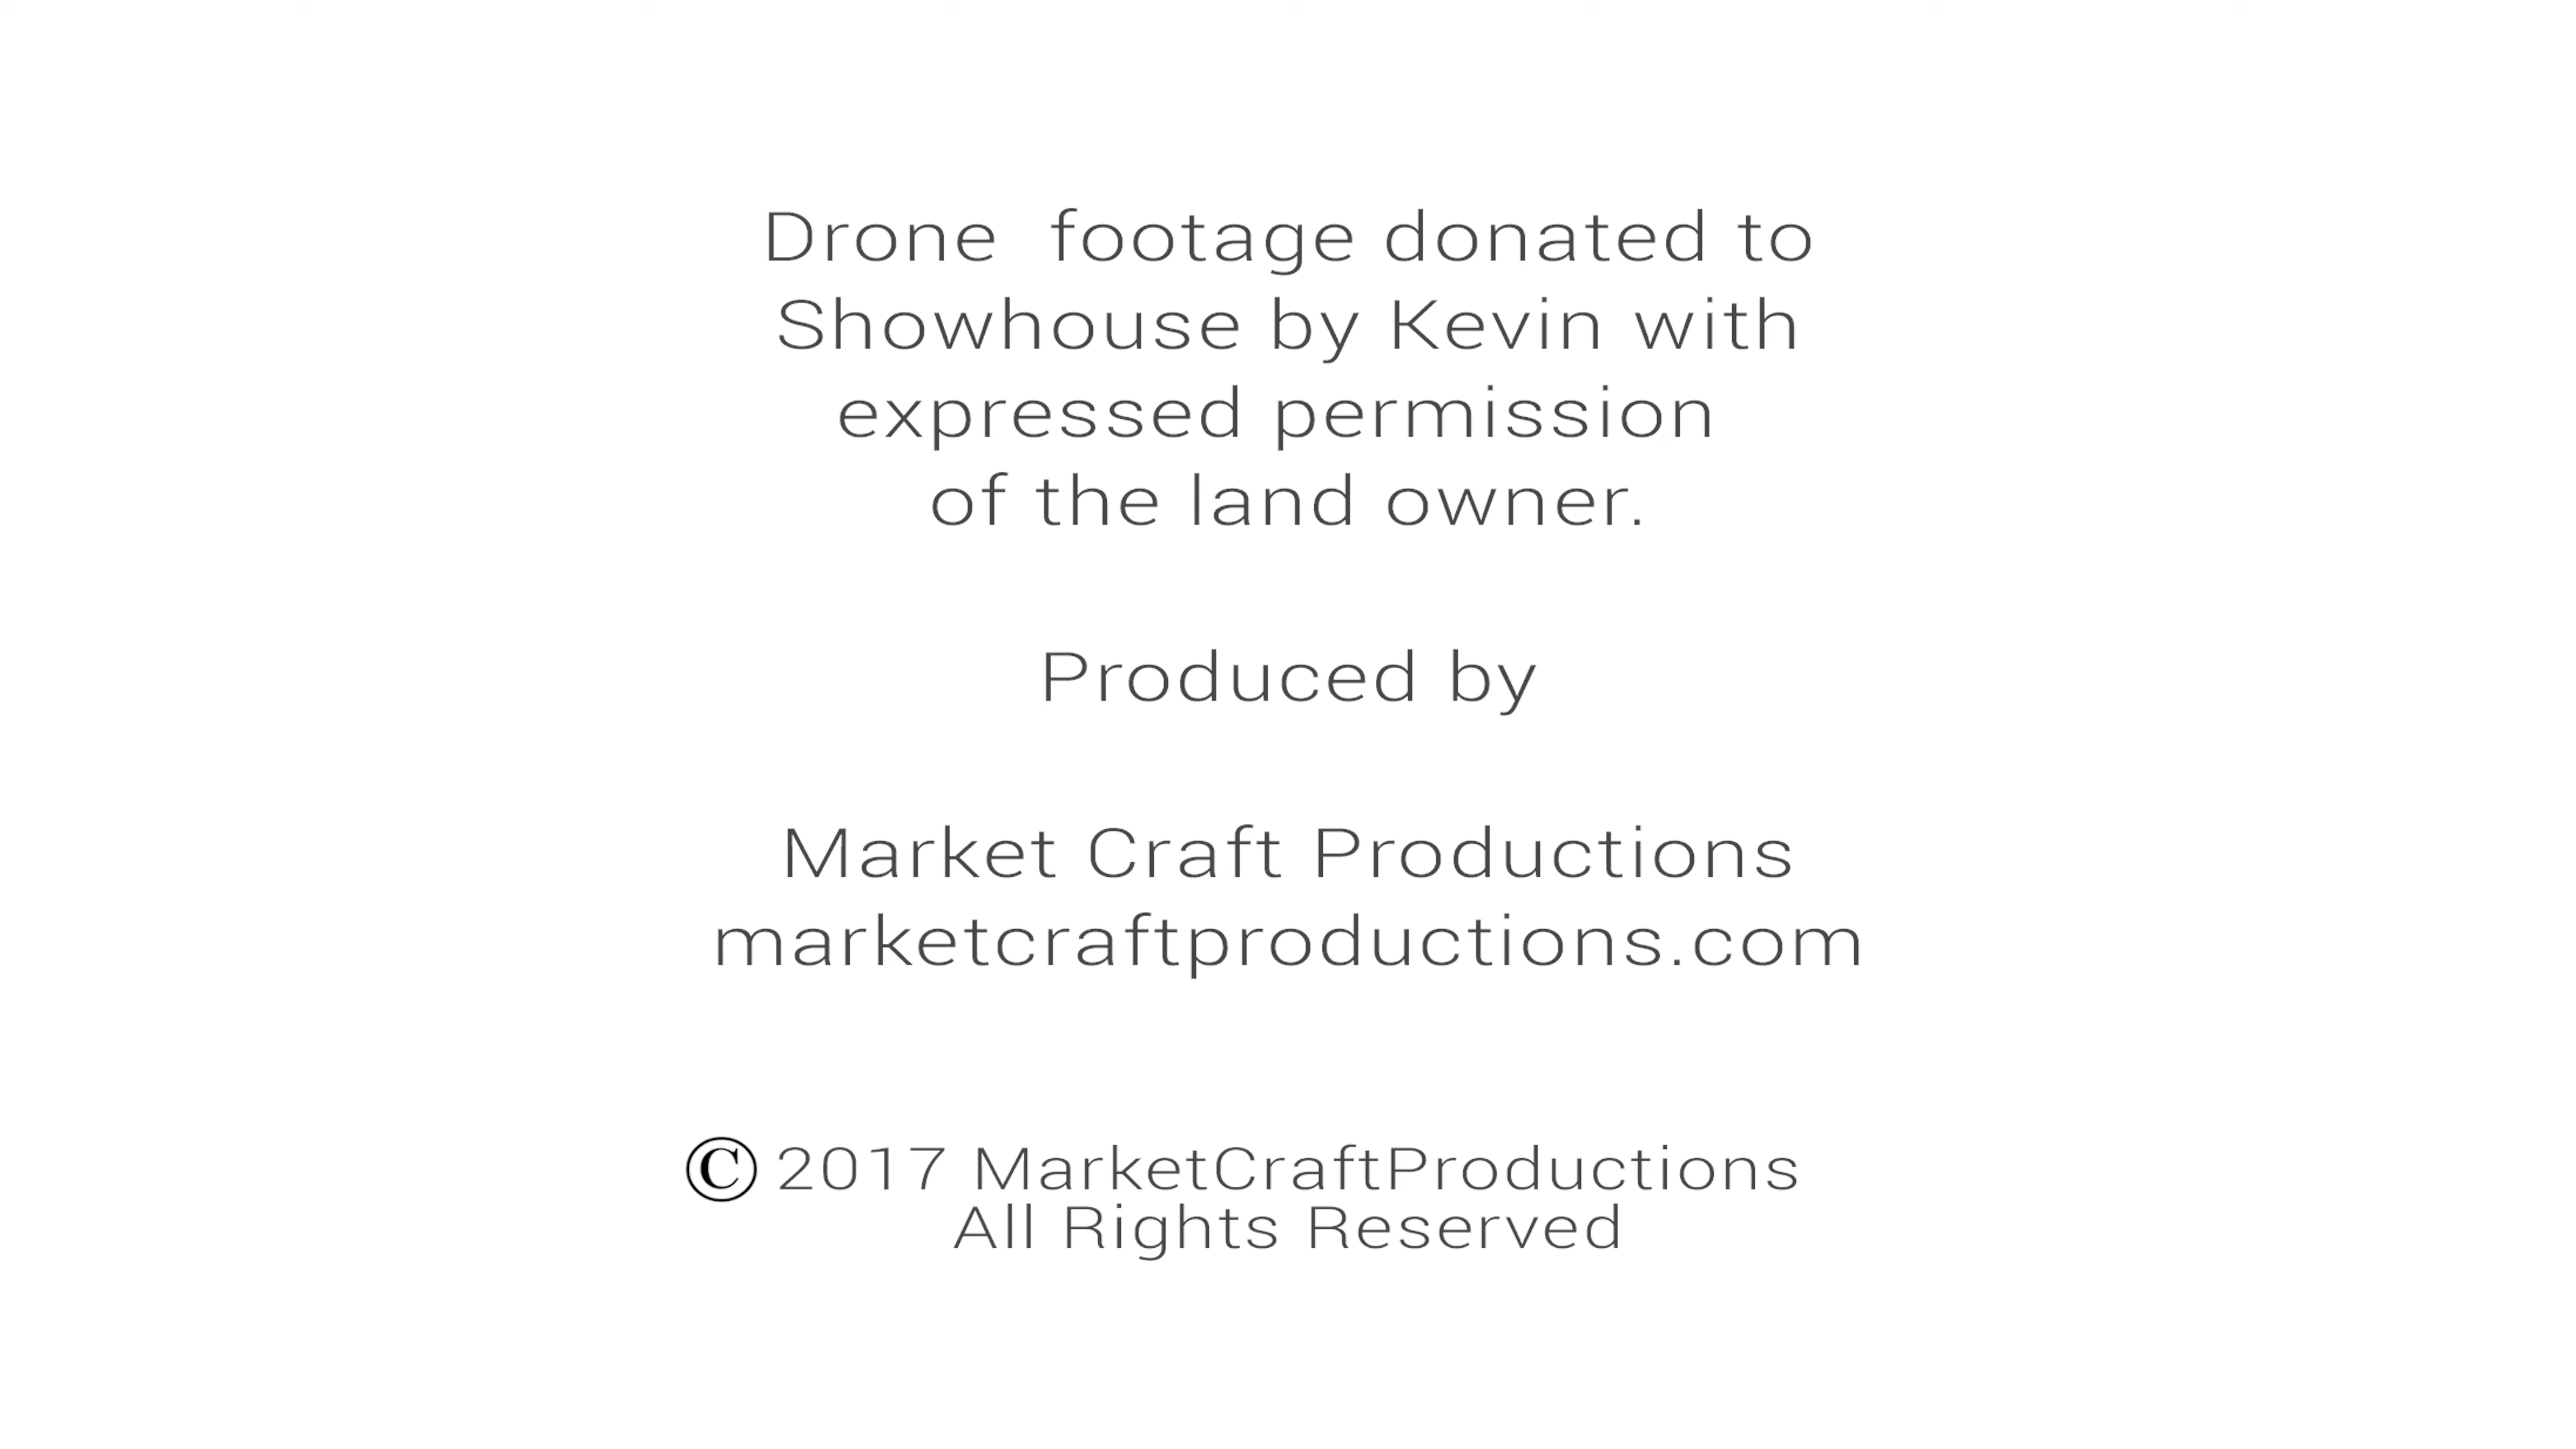 Drone  footage donated to
Showhouse by Kevin with
expressed permission
of the land owner.
Produced by
Market Craft Productions
marketcraftproductions.com
© 2017 MarketCraftProductions
All Rights Reserved